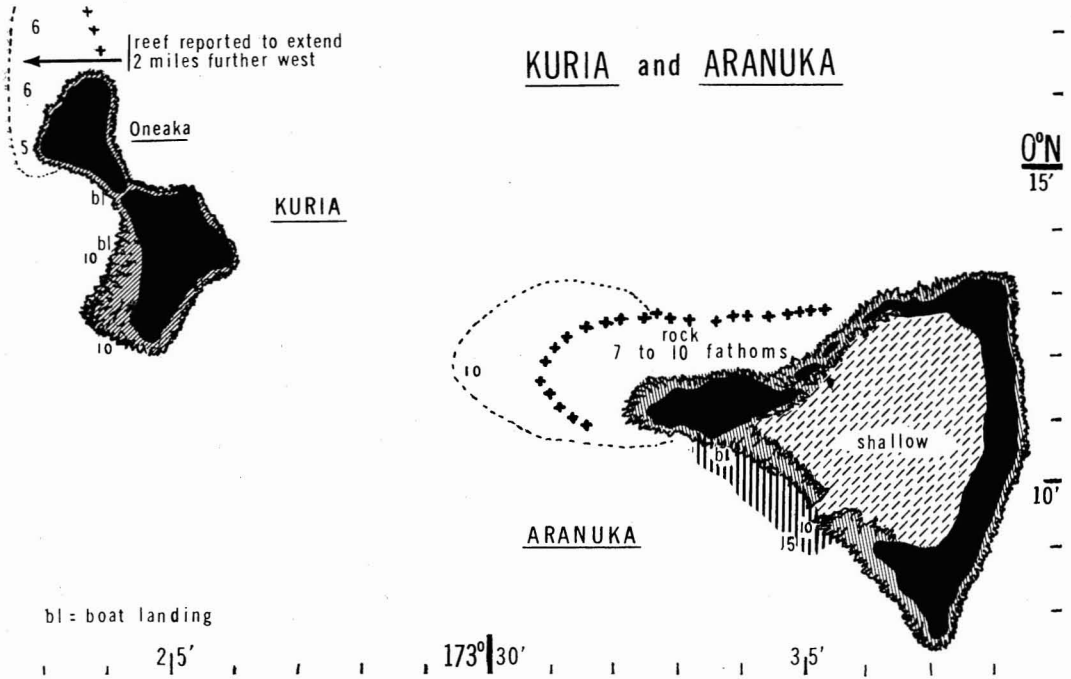 6
reef reported to extend
2 miles further west
KURIA and ARANUKA
6
Oneaka
5
0°N
15'
bl
KURIA
bl
10
10
rock
7 to 10 fathoms
10
shallow
bl
10'
10
15
ARANUKA
bl = boat landing
25'
173° 30'
35'